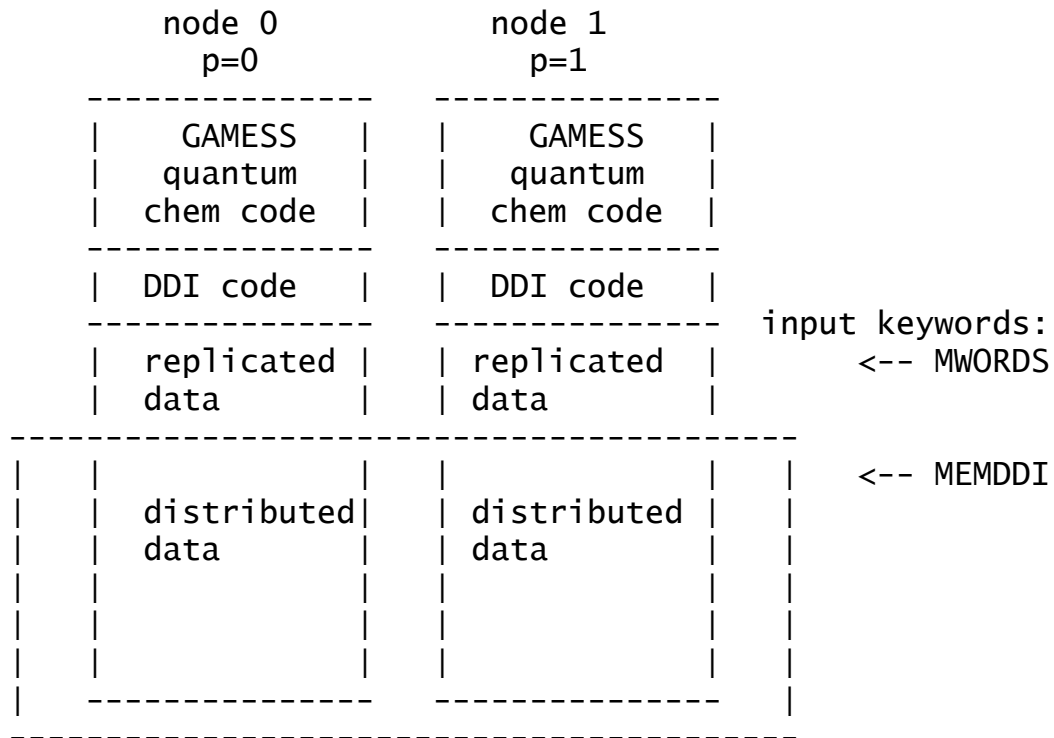 node 0 node 1
p=0 p=1
--------------- ---------------
| GAMESS | | GAMESS |
| quantum | | quantum |
| chem code | | chem code |
--------------- ---------------
| DDI code | | DDI code |
--------------- --------------- input keywords:
| replicated | | replicated | <-- MWORDS
| data | | data |
-----------------------------------------
| | | | | | <-- MEMDDI
| | distributed| | distributed | |
| | data | | data | |
| | | | | |
| | | | | |
| | | | | |
| --------------- --------------- |
-----------------------------------------